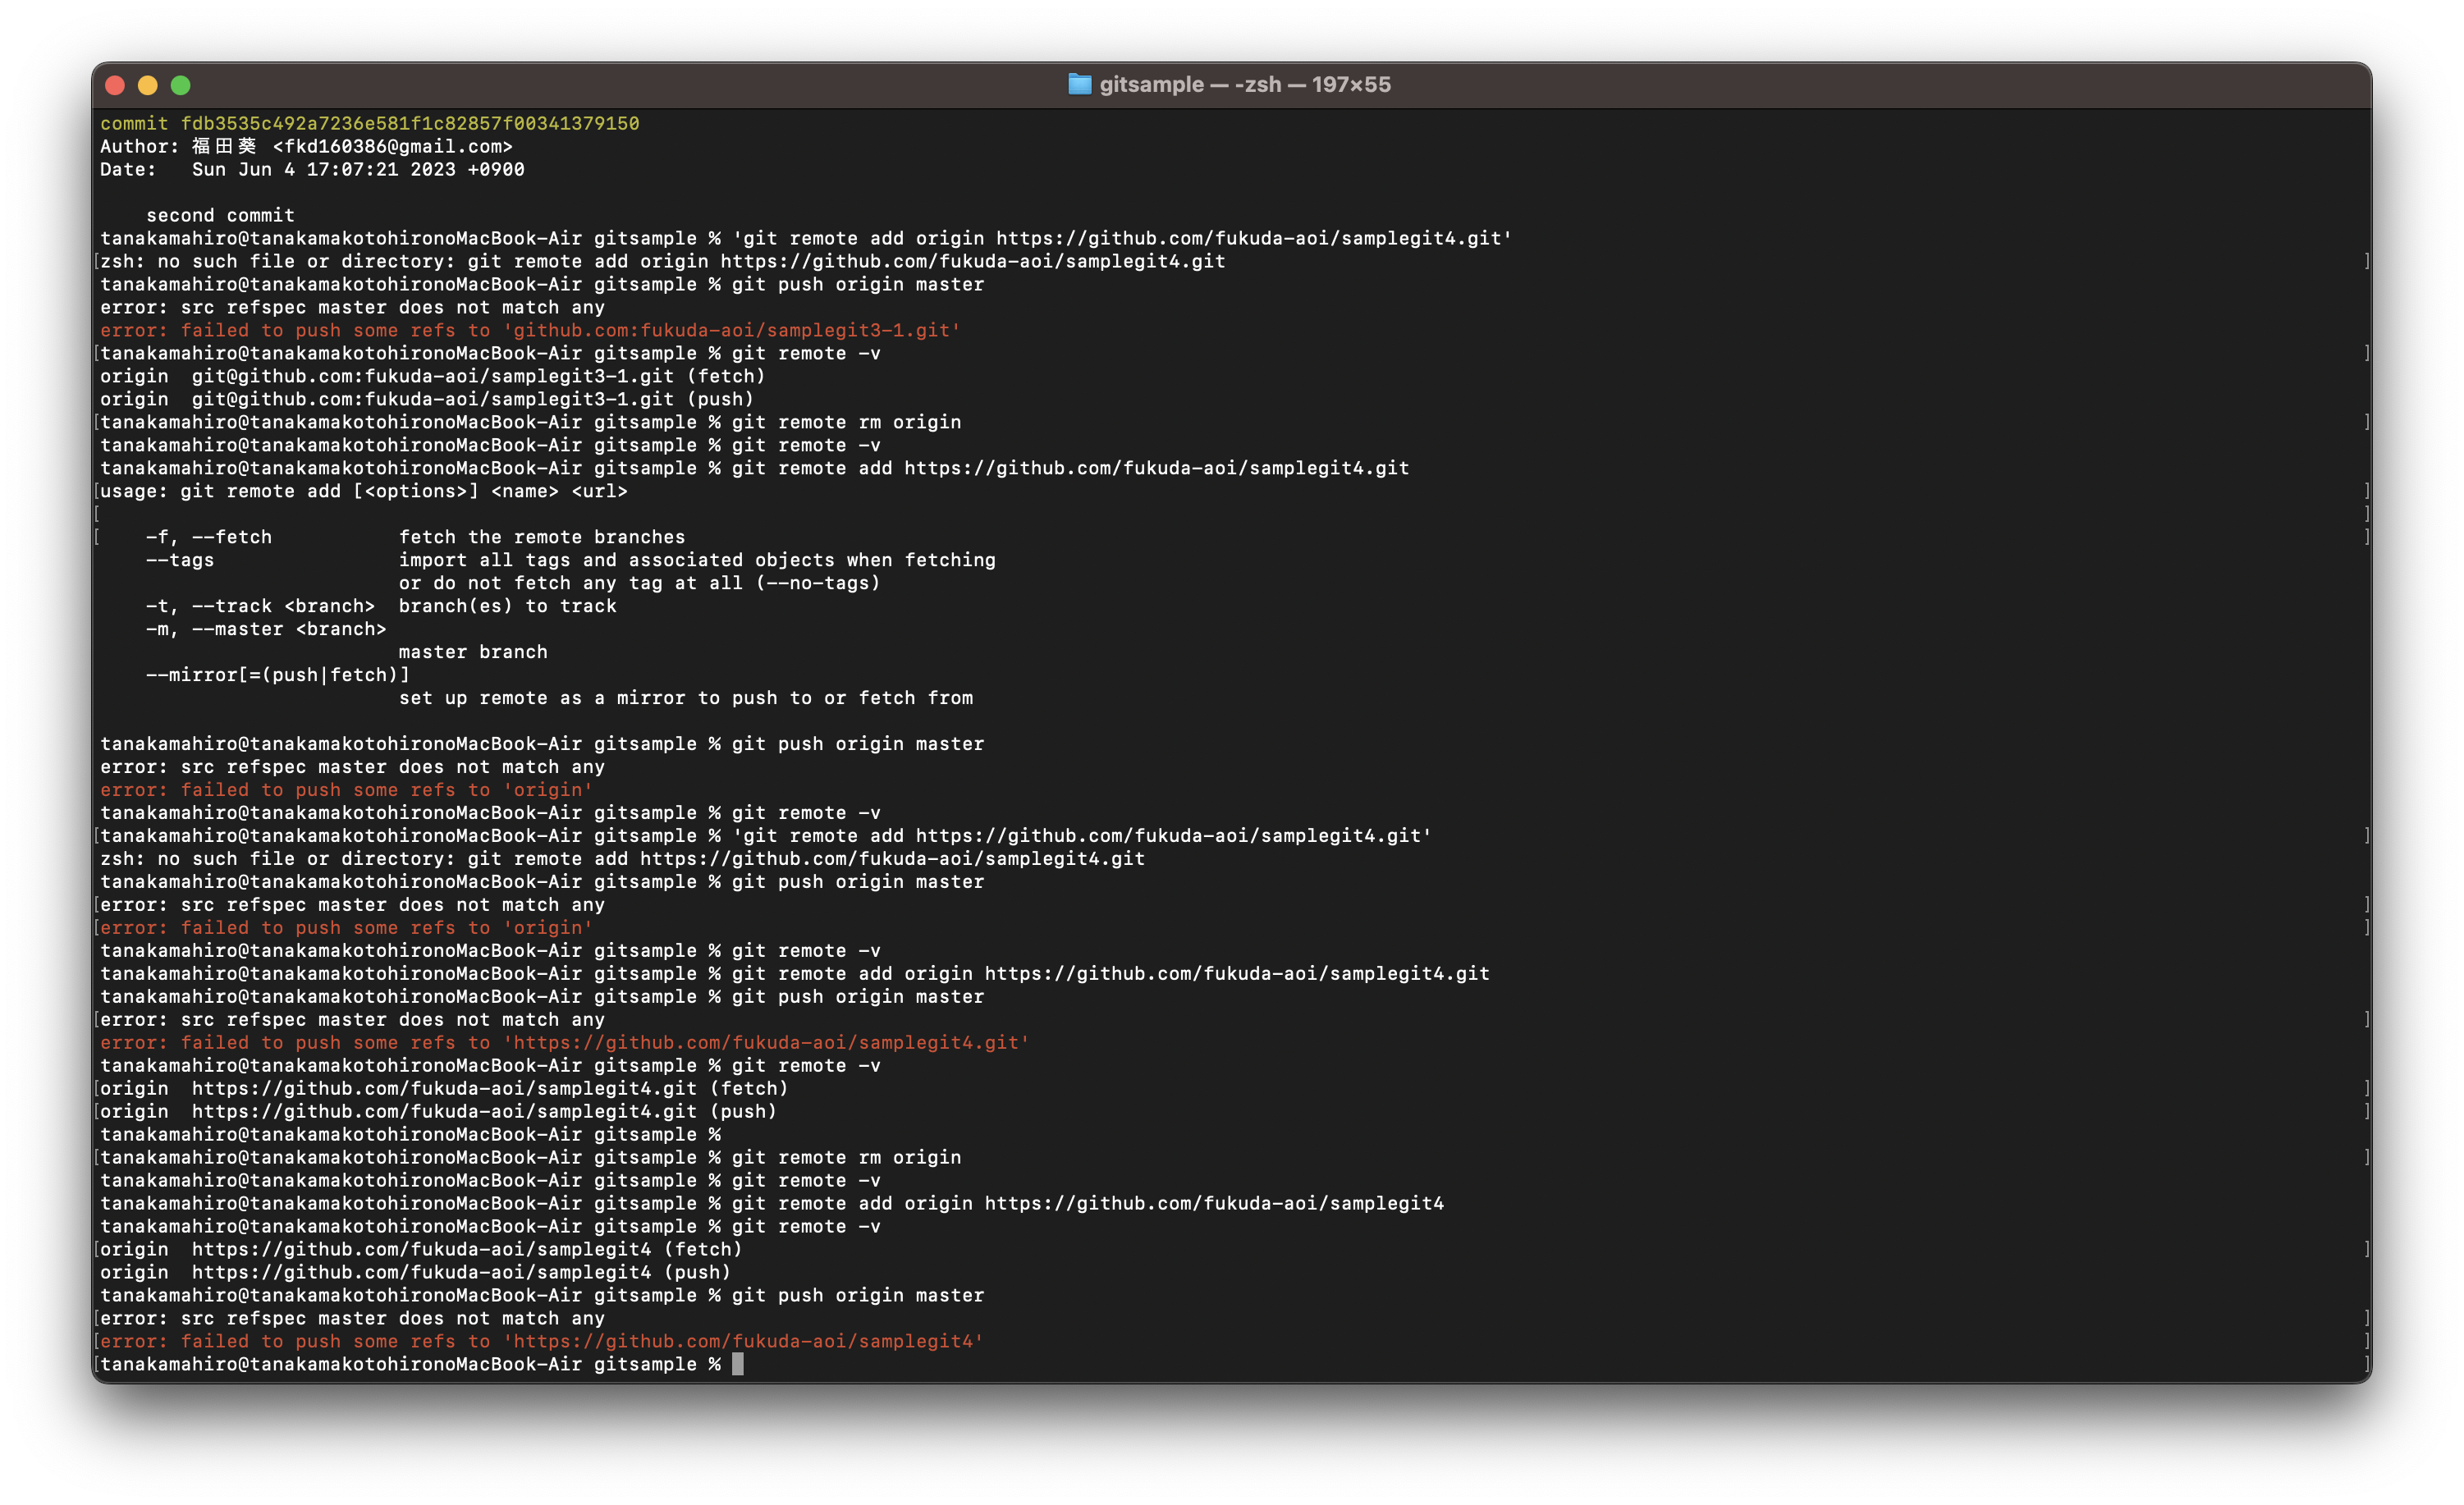 gitsample — -zsh — 197×55
commit fdb3535c492a7236e581f1c82857f00341379150
Author: 福田葵 <fkd160386@gmail.com>
Date:   Sun Jun 4 17:07:21 2023 +0900
    second commit
tanakamahiro@tanakamakotohironoMacBook-Air gitsample % 'git remote add origin https://github.com/fukuda-aoi/samplegit4.git'
[zsh: no such file or directory: git remote add origin https://github.com/fukuda-aoi/samplegit4.git ]
tanakamahiro@tanakamakotohironoMacBook-Air gitsample % git push origin master
error: src refspec master does not match any
error: failed to push some refs to 'github.com:fukuda-aoi/samplegit3-1.git'
[tanakamahiro@tanakamakotohironoMacBook-Air gitsample % git remote -v ]
origin  git@github.com:fukuda-aoi/samplegit3-1.git (fetch)
origin  git@github.com:fukuda-aoi/samplegit3-1.git (push)
[tanakamahiro@tanakamakotohironoMacBook-Air gitsample % git remote rm origin ]
tanakamahiro@tanakamakotohironoMacBook-Air gitsample % git remote -v
tanakamahiro@tanakamakotohironoMacBook-Air gitsample % git remote add https://github.com/fukuda-aoi/samplegit4.git
[usage: git remote add [<options>] <name> <url> ]
[ ]
[    -f, --fetch           fetch the remote branches ]
    --tags                import all tags and associated objects when fetching
                          or do not fetch any tag at all (--no-tags)
    -t, --track <branch>  branch(es) to track
    -m, --master <branch>
                          master branch
    --mirror[=(push|fetch)]
                          set up remote as a mirror to push to or fetch from
tanakamahiro@tanakamakotohironoMacBook-Air gitsample % git push origin master
error: src refspec master does not match any
error: failed to push some refs to 'origin'
tanakamahiro@tanakamakotohironoMacBook-Air gitsample % git remote -v
[tanakamahiro@tanakamakotohironoMacBook-Air gitsample % 'git remote add https://github.com/fukuda-aoi/samplegit4.git' ]
zsh: no such file or directory: git remote add https://github.com/fukuda-aoi/samplegit4.git
tanakamahiro@tanakamakotohironoMacBook-Air gitsample % git push origin master
[error: src refspec master does not match any ]
[error: failed to push some refs to 'origin' ]
tanakamahiro@tanakamakotohironoMacBook-Air gitsample % git remote -v
tanakamahiro@tanakamakotohironoMacBook-Air gitsample % git remote add origin https://github.com/fukuda-aoi/samplegit4.git
tanakamahiro@tanakamakotohironoMacBook-Air gitsample % git push origin master
[error: src refspec master does not match any ]
error: failed to push some refs to 'https://github.com/fukuda-aoi/samplegit4.git'
tanakamahiro@tanakamakotohironoMacBook-Air gitsample % git remote -v
[origin  https://github.com/fukuda-aoi/samplegit4.git (fetch) ]
[origin  https://github.com/fukuda-aoi/samplegit4.git (push) ]
tanakamahiro@tanakamakotohironoMacBook-Air gitsample %
[tanakamahiro@tanakamakotohironoMacBook-Air gitsample % git remote rm origin ]
tanakamahiro@tanakamakotohironoMacBook-Air gitsample % git remote -v
tanakamahiro@tanakamakotohironoMacBook-Air gitsample % git remote add origin https://github.com/fukuda-aoi/samplegit4
tanakamahiro@tanakamakotohironoMacBook-Air gitsample % git remote -v
[origin  https://github.com/fukuda-aoi/samplegit4 (fetch) ]
origin  https://github.com/fukuda-aoi/samplegit4 (push)
tanakamahiro@tanakamakotohironoMacBook-Air gitsample % git push origin master
[error: src refspec master does not match any ]
[error: failed to push some refs to 'https://github.com/fukuda-aoi/samplegit4' ]
[tanakamahiro@tanakamakotohironoMacBook-Air gitsample % ]